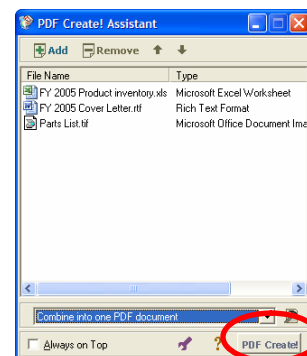 PDF Create! Assistant
Add Remove
File Name Type
FY 2005 Product inventory.xls Microsoft Excel Worksheet
FY 2005 Cover Letter.rtf Rich Text Format
Parts List.tif Microsoft Office Document Ima
Combine into one PDF document
Always on Top ? PDF Create!